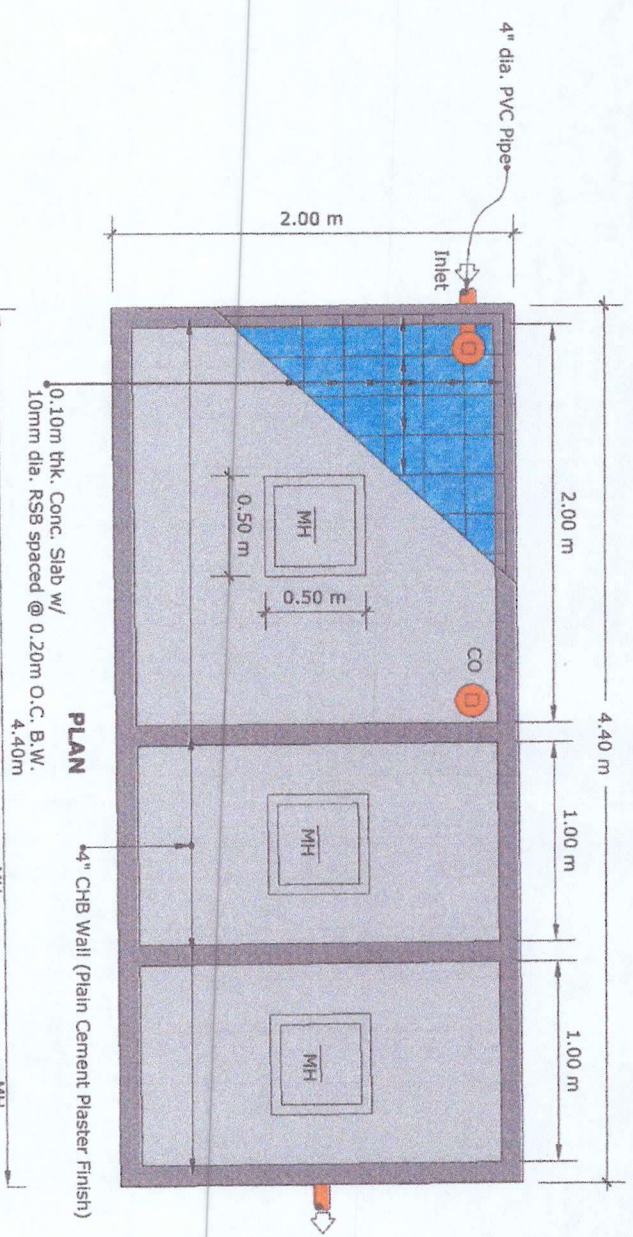 4" dia. PVC Pipe
Inlet
2.00 m
4.40 m
2.00 m
1.00 m
1.00 m
CO
MH
0.50 m
0.50 m
MH
MH
0.10m thk. Conc. Slab w/
10mm dia. RSB spaced @ 0.20m O.C. B.W.
4" CHB Wall (Plain Cement Plaster Finish)
PLAN
4.40m
MH